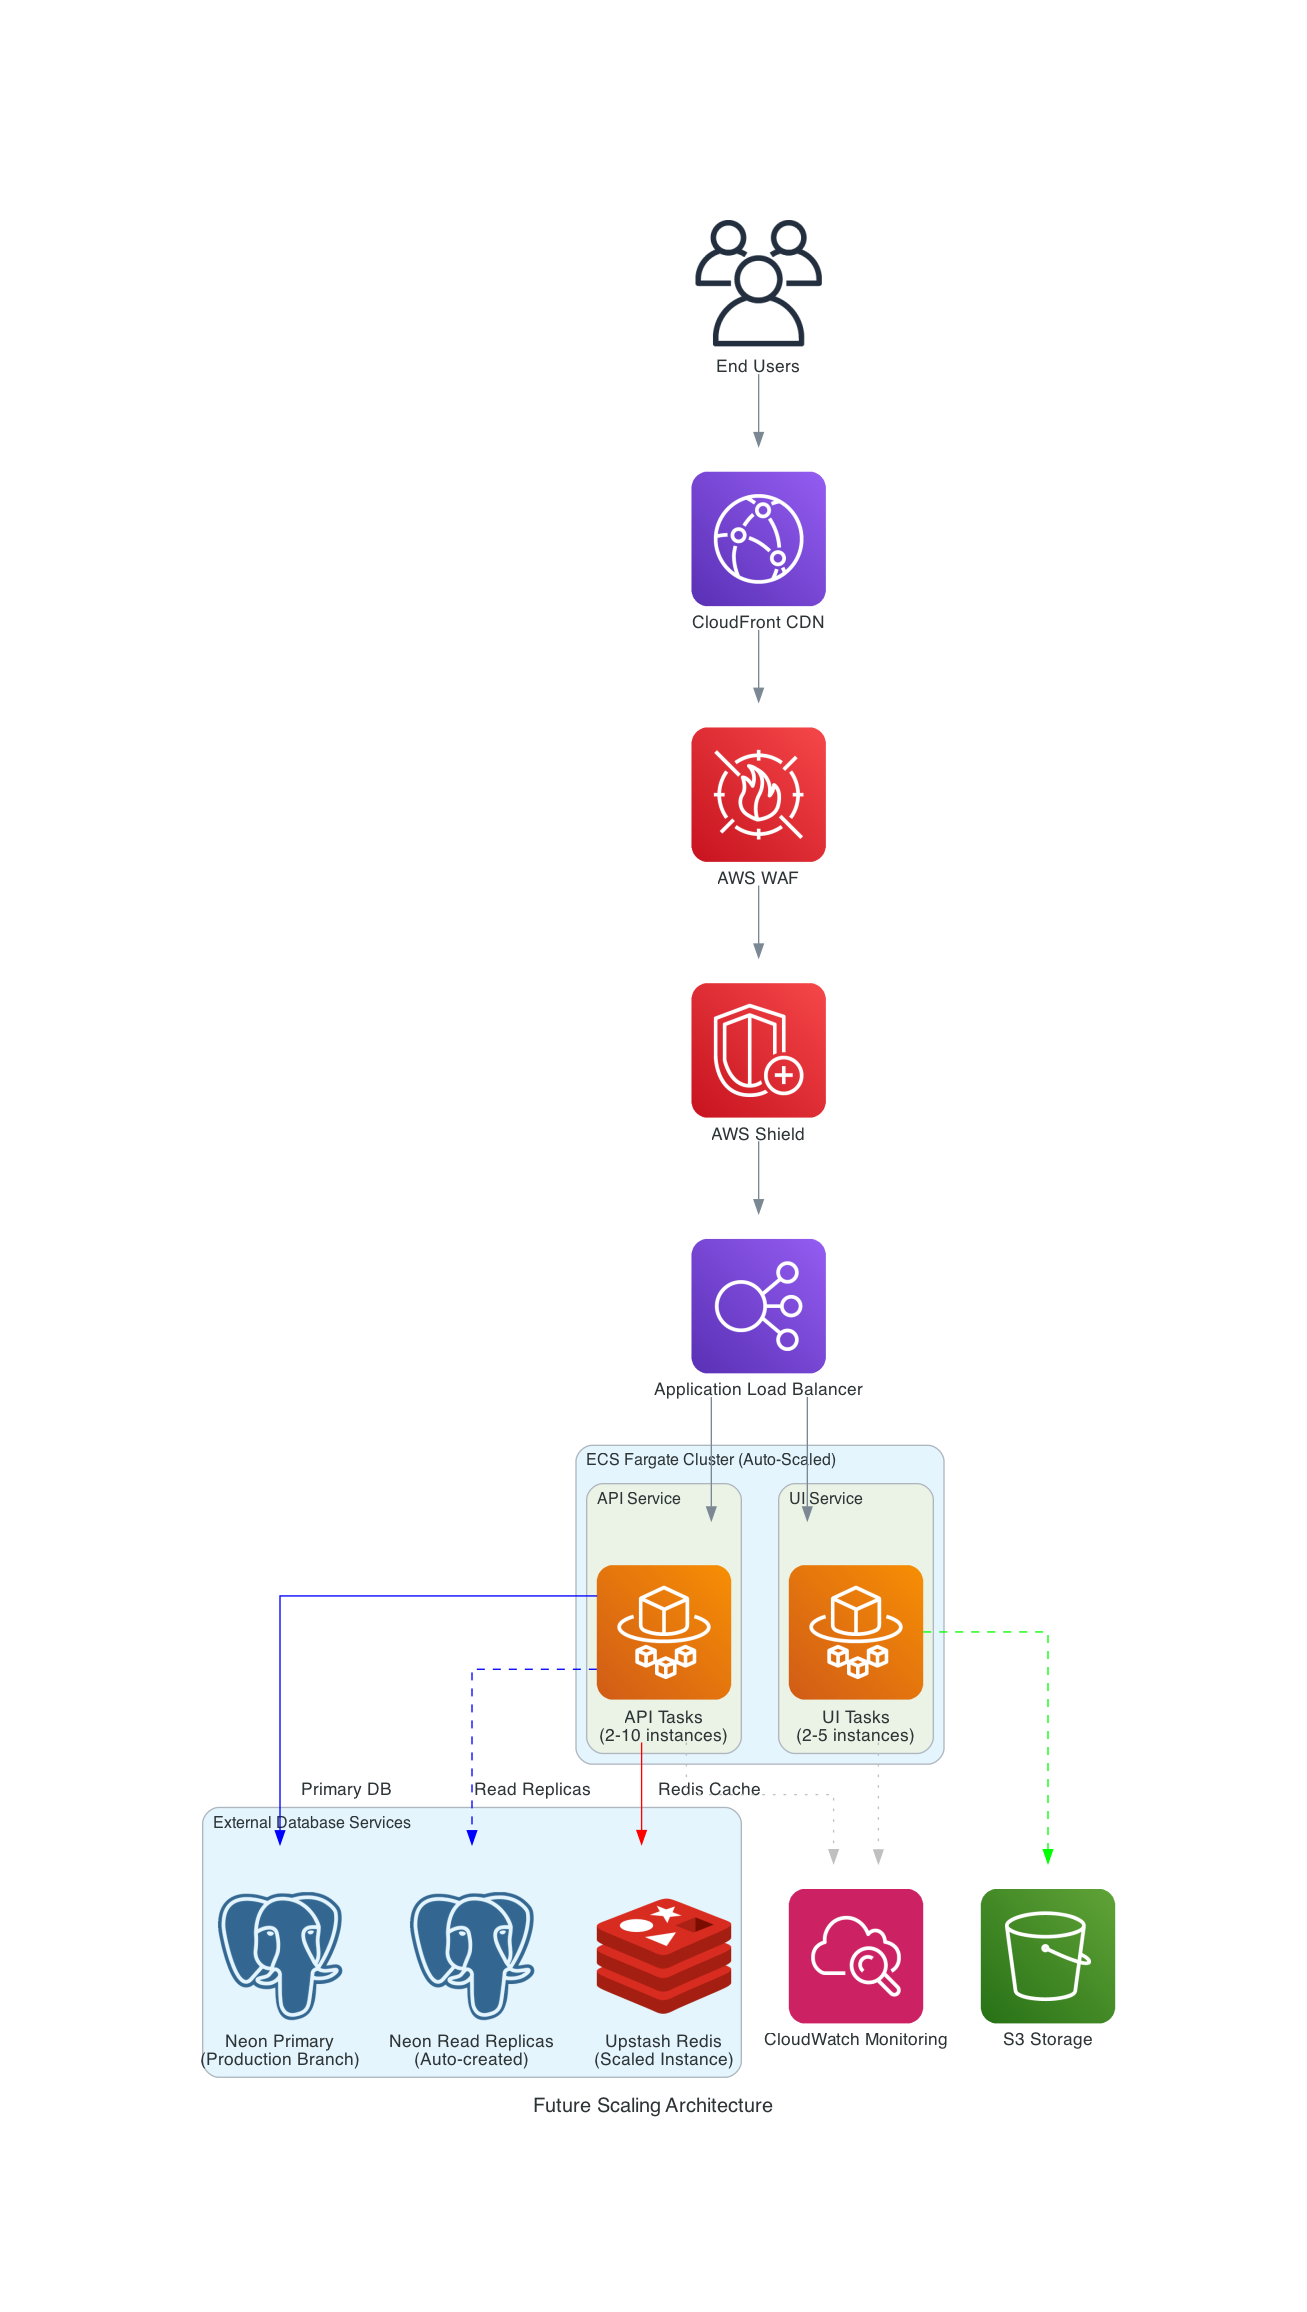 End Users
CloudFront CDN
AWS WAF
AWS Shield
Application Load Balancer
ECS Fargate Cluster (Auto-Scaled)
API Service
UI Service
API Tasks
(2-10 instances)
UI Tasks
(2-5 instances)
Primary DB
Read Replicas
Redis Cache
External Database Services
Neon Primary
(Production Branch)
Neon Read Replicas
(Auto-created)
Upstash Redis
(Scaled Instance)
CloudWatch Monitoring
S3 Storage
Future Scaling Architecture